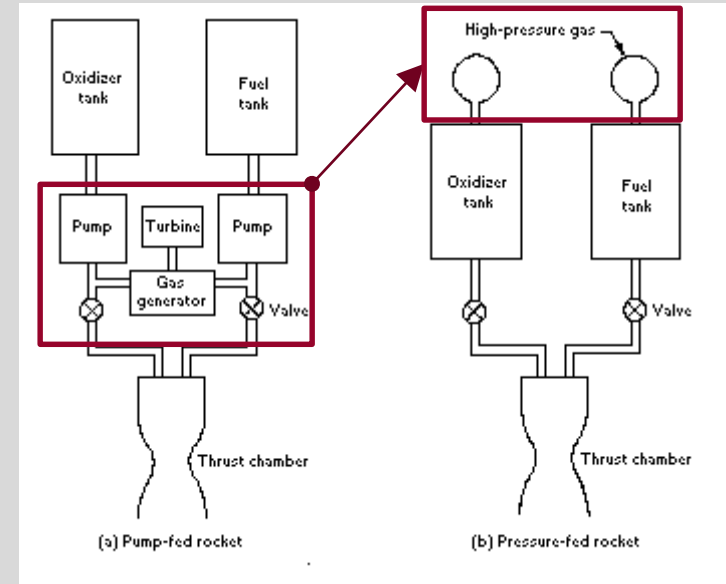 High-pressure gas
Oxidizer
tank
Fuel
tank
Oxidizer
tank
Fuel
tank
Pump
Turbine
Pump
Gas
generator
Valve
Valve
Thrust chamber
Thrust chamber
(a) Pump-fed rocket
(b) Pressure-fed rocket